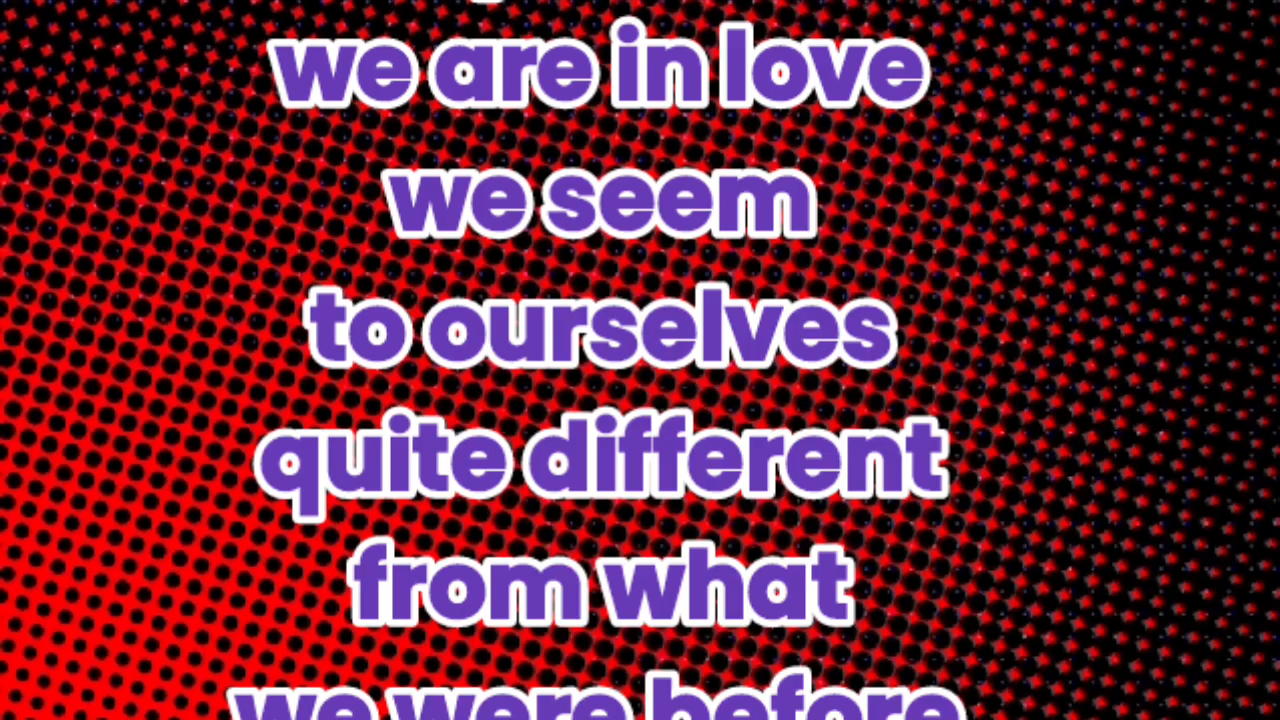 we are in love
we seem
to ourselves
quite different
from what
we were before